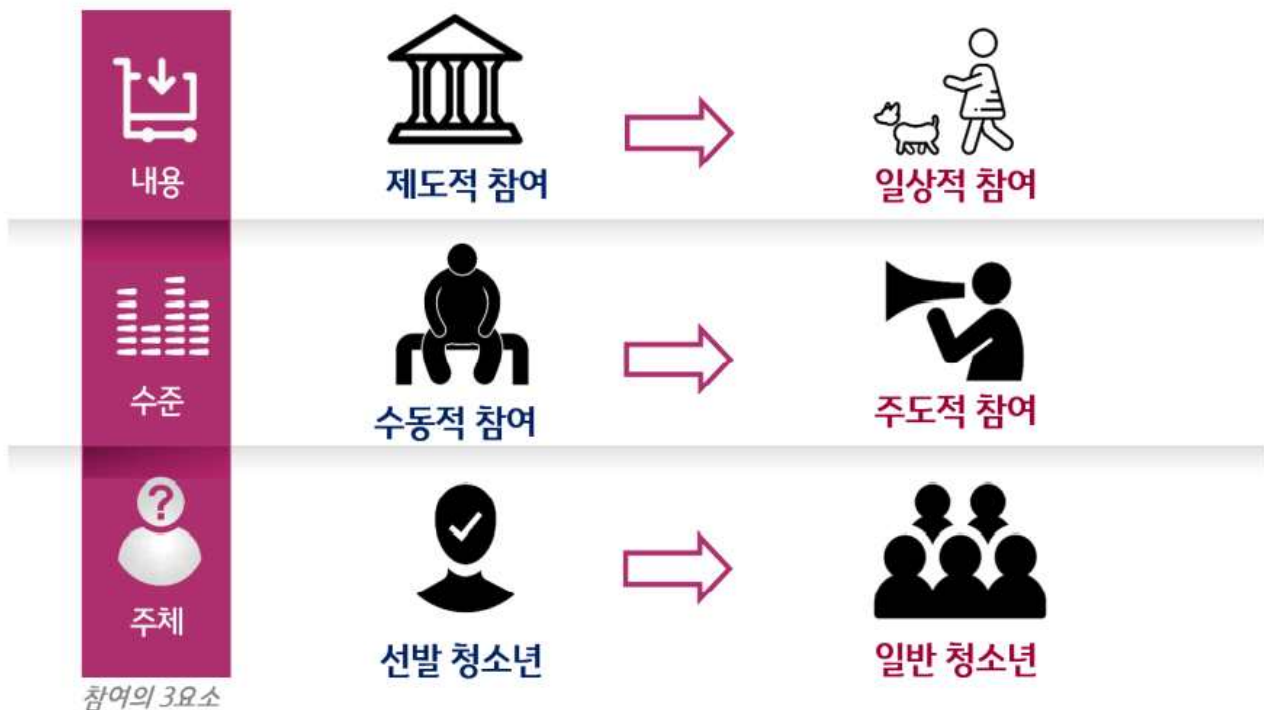 내용
제도적 참여
일상적 참여
수준
수동적 참여
주도적 참여
?
주체
선발 청소년
일반 청소년
참여의 3요소